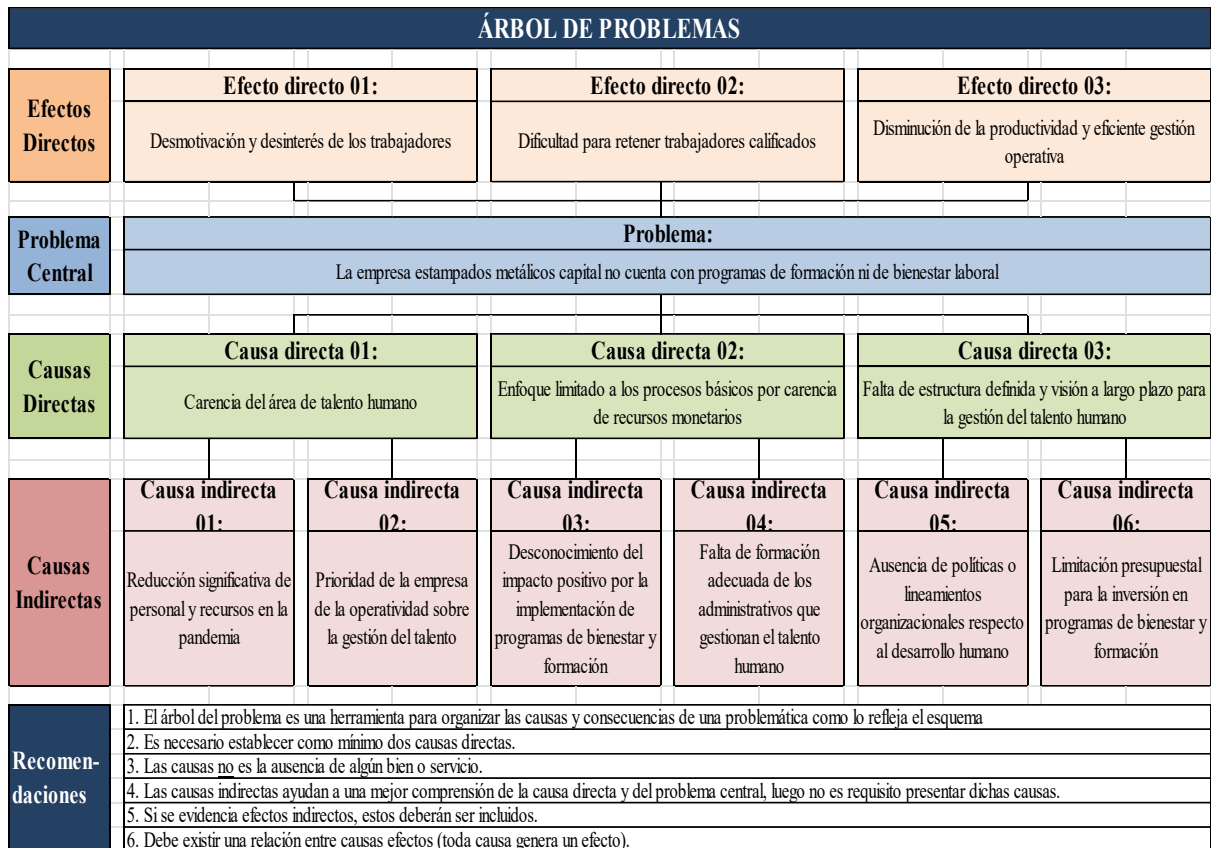 ÁRBOL DE PROBLEMAS
Efectos
Directos
Efecto directo 01:
Desmotivación y desinterés de los trabajadores
Efecto directo 02:
Dificultad para retener trabajadores calificados
Efecto directo 03:
Disminución de la productividad y eficiente gestión
operativa
Problema
Central
Problema:
La empresa estampados metálicos capital no cuenta con programas de formación ni de bienestar laboral
Causas
Directas
Causa directa 01:
Carencia del área de talento humano
Causa directa 02:
Enfoque limitado a los procesos básicos por carencia
de recursos monetarios
Causa directa 03:
Falta de estructura definida y visión a largo plazo para
la gestión del talento humano
Causas
Indirectas
Causa indirecta
01:
Reducción significativa de
personal y recursos en la
pandemia
Causa indirecta
02:
Prioridad de la empresa
de la operatividad sobre
la gestión del talento
Causa indirecta
03:
Desconocimiento del
impacto positivo por la
implementación de
programas de bienestar y
formación
Causa indirecta
04:
Falta de formación
adecuada de los
administrativos que
gestionan el talento
humano
Causa indirecta
05:
Ausencia de políticas o
lineamientos
organizacionales respecto
al desarrollo humano
Causa indirecta
06:
Limitación presupuestal
para la inversión en
programas de bienestar y
formación
Recomen-
daciones
1. El árbol del problema es una herramienta para organizar las causas y consecuencias de una problemática como lo refleja el esquema
2. Es necesario establecer como mínimo dos causas directas.
3. Las causas no es la ausencia de algún bien o servicio.
4. Las causas indirectas ayudan a una mejor comprensión de la causa directa y del problema central, luego no es requisito presentar dichas causas.
5. Si se evidencia efectos indirectos, estos deberán ser incluidos.
6. Debe existir una relación entre causas efectos (toda causa genera un efecto).